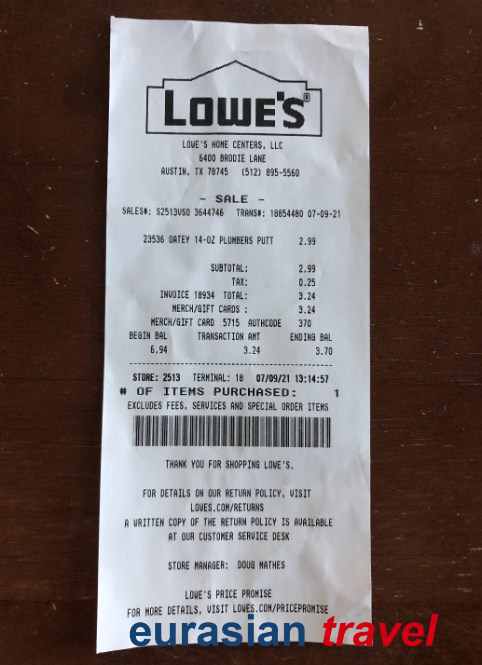 LOWE'S®
LOWE'S HOME CENTERS, LLC
6400 BRODIE LANE
AUSTIN, TX 78745 (512) 895-5560
- SALE -
SALES#: S2513VS0 3644746 TRANS#: 18854480 07-09-21
23536 OATEY 14-OZ PLUMBERS PUTT 2.99
SUBTOTAL: 2.99
TAX: 0.25
INVOICE 18934 TOTAL: 3.24
MERCH/GIFT CARDS : 3.24
MERCH/GIFT CARD 5715 AUTHCODE 370
BEGIN BAL TRANSACTION AMT ENDING BAL
6.94 3.24 3.70
STORE: 2513 TERMINAL: 18 07/09/21 13:14:57
# OF ITEMS PURCHASED: 1
EXCLUDES FEES, SERVICES AND SPECIAL ORDER ITEMS
THANK YOU FOR SHOPPING LOWE'S.
FOR DETAILS ON OUR RETURN POLICY, VISIT
LOWES.COM/RETURNS
A WRITTEN COPY OF THE RETURN POLICY IS AVAILABLE
AT OUR CUSTOMER SERVICE DESK
STORE MANAGER: DOUG MATHES
LOWE'S PRICE PROMISE
FOR MORE DETAILS, VISIT LOWES.COM/PRICEPROMISE
eurasian travel